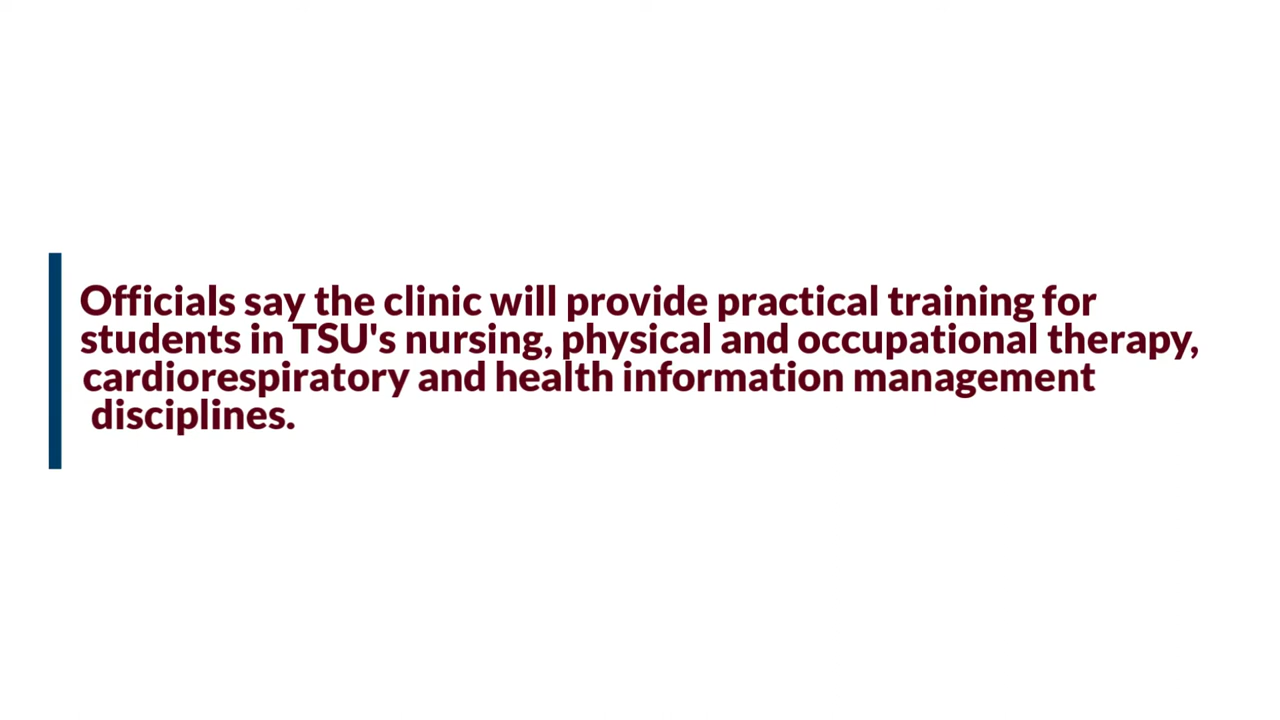 Officials say the clinic will provide practical training for
students in TSU's nursing, physical and occupational therapy,
cardiorespiratory and health information management
disciplines.